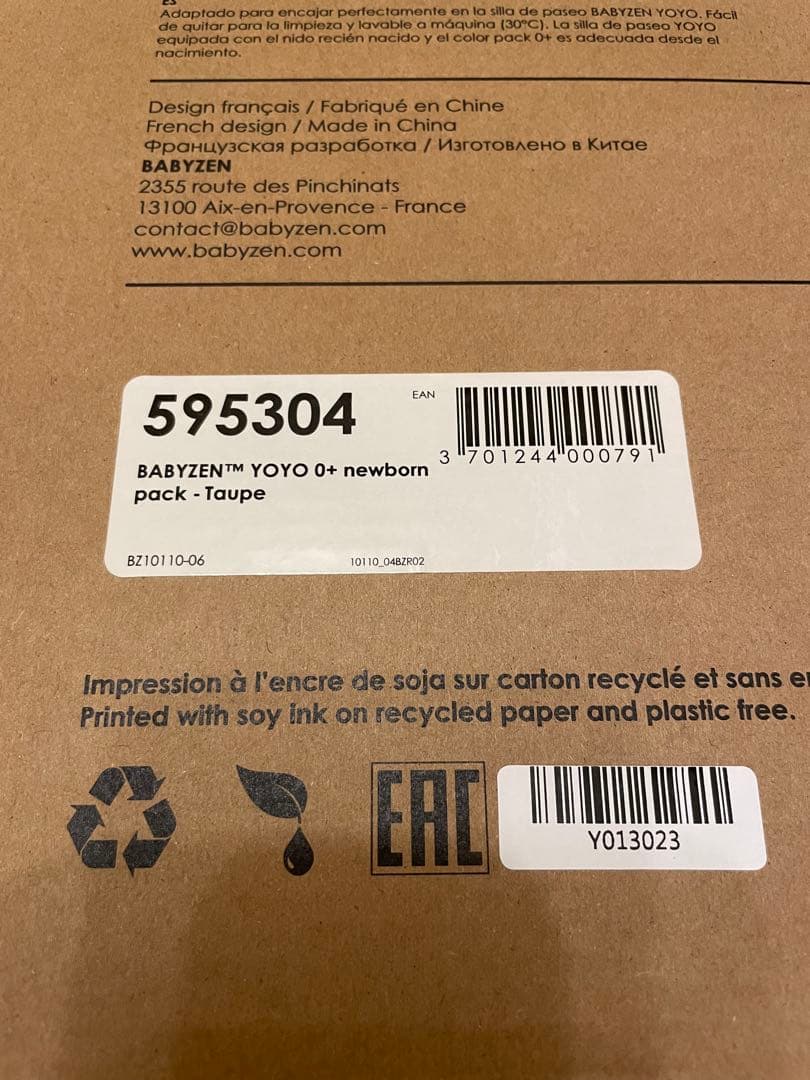 ES
Adaptado para encajar perfectamente en la silla de paseo BABYZEN YOYO. Fácil
de quitar para la limpieza y lavable a máquina (30°C). La silla de paseo YOYO
equipada con el nido recién nacido y el color pack 0+ es adecuada desde el
nacimiento.
Design français / Fabriqué en Chine
French design / Made in China
Французская разработка / Изготовлено в Китае
BABYZEN
2355 route des Pinchinats
13100 Aix-en-Provence - France
contact@babyzen.com
www.babyzen.com
595304
EAN
3 701244 000791
BABYZEN™ YOYO 0+ newborn
pack - Taupe
BZ10110-06
10110_04BZR02
Impression à l'encre de soja sur carton recyclé et sans
Printed with soy ink on recycled paper and plastic free.
EAC
Y013023